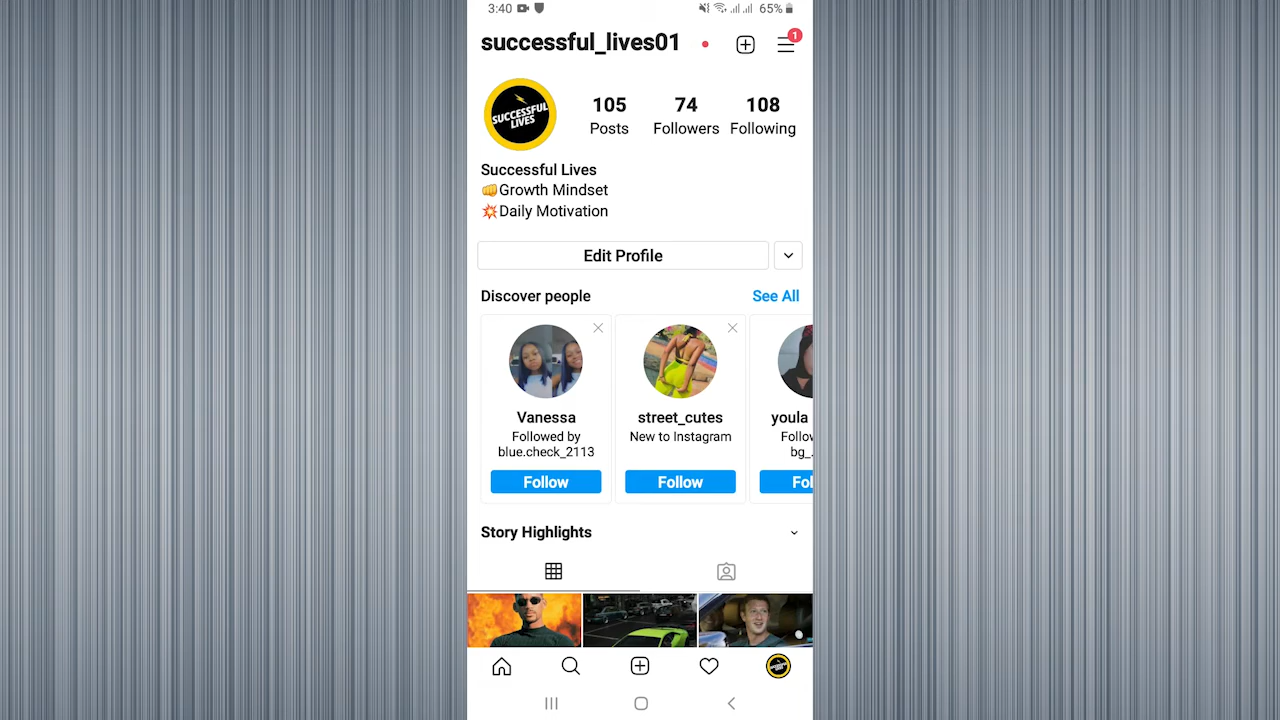 3:40
65%
successful_lives01
1
SUCCESSFUL
LIVES
105
74
108
Posts
Followers
Following
Successful Lives
👊Growth Mindset
💥Daily Motivation
Edit Profile
Discover people
See All
Vanessa
street_cutes
youla
Followed by
blue.check_2113
New to Instagram
Follow
Follow
Story Highlights